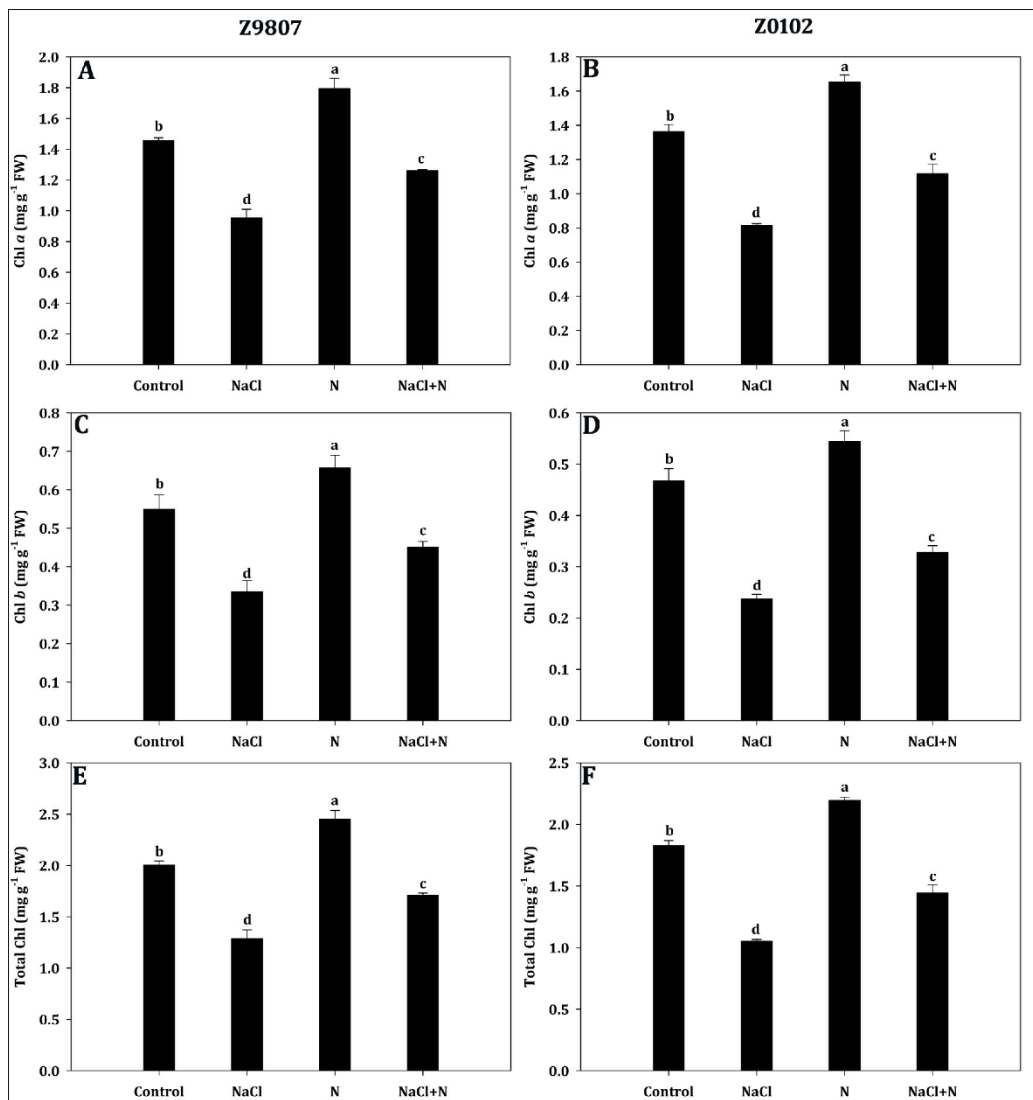 Z9807
Z0102
A
Chl a (mg g⁻¹ FW)
2.0
1.8
1.6
1.4
1.2
1.0
0.8
0.6
0.4
0.2
0.0
b
d
a
c
Control NaCl N NaCl+N
B
Chl a (mg g⁻¹ FW)
1.8
1.6
1.4
1.2
1.0
0.8
0.6
0.4
0.2
0.0
b
d
a
c
Control NaCl N NaCl+N
C
Chl b (mg g⁻¹ FW)
0.8
0.7
0.6
0.5
0.4
0.3
0.2
0.1
0.0
b
d
a
c
Control NaCl N NaCl+N
D
Chl b (mg g⁻¹ FW)
0.6
0.5
0.4
0.3
0.2
0.1
0.0
b
d
a
c
Control NaCl N NaCl+N
E
Total Chl (mg g⁻¹ FW)
3.0
2.5
2.0
1.5
1.0
0.5
0.0
b
d
a
c
Control NaCl N NaCl+N
F
Total Chl (mg g⁻¹ FW)
2.5
2.0
1.5
1.0
0.5
0.0
b
d
a
c
Control NaCl N NaCl+N